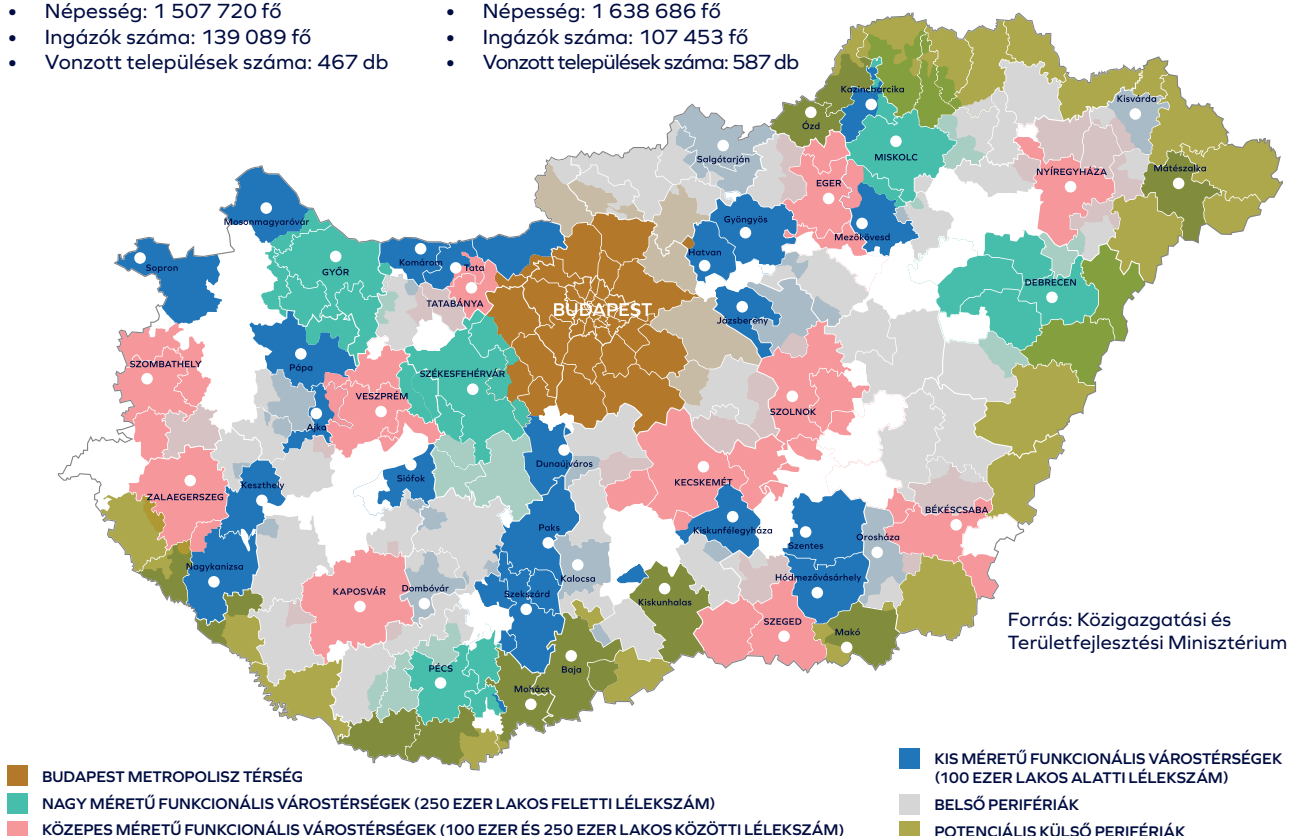 • Népesség: 1 507 720 fő
• Ingázók száma: 139 089 fő
• Vonzott települések száma: 467 db
• Népesség: 1 638 686 fő
• Ingázók száma: 107 453 fő
• Vonzott települések száma: 587 db
Kazincbarcika
Kisvárda
Ózd
Salgótarján
MISKOLC
NYÍREGYHÁZA
Mátészalka
EGER
Mosonmagyaróvár
Gyöngyös
Mezőkövesd
Hatvan
Sopron
GYŐR
Komárom
Tata
TATABÁNYA
BUDAPEST
Jászberény
DEBRECEN
SZOMBATHELY
Pápa
SZÉKESFEHÉRVÁR
VESZPRÉM
Ajka
SZOLNOK
Dunaújváros
Siófok
Keszthely
ZALAEGERSZEG
KECSKEMÉT
BÉKÉSCSABA
Paks
Kiskunfélegyháza
Szentes
Orosháza
Nagykanizsa
Kalocsa
Hódmezővásárhely
KAPOSVÁR
Dombóvár
Szekszárd
Kiskunhalas
SZEGED
Makó
PÉCS
Baja
Mohács
Forrás: Közigazgatási és
Területfejlesztési Minisztérium
BUDAPEST METROPOLISZ TÉRSÉG
NAGY MÉRETŰ FUNKCIONÁLIS VÁROSTÉRSÉGEK (250 EZER LAKOS FELETTI LÉLEKSZÁM)
KÖZEPES MÉRETŰ FUNKCIONÁLIS VÁROSTÉRSÉGEK (100 EZER ÉS 250 EZER LAKOS KÖZÖTTI LÉLEKSZÁM)
KIS MÉRETŰ FUNKCIONÁLIS VÁROSTÉRSÉGEK
(100 EZER LAKOS ALATTI LÉLEKSZÁM)
BELSŐ PERIFÉRIÁK
POTENCIÁLIS KÜLSŐ PERIFÉRIÁK